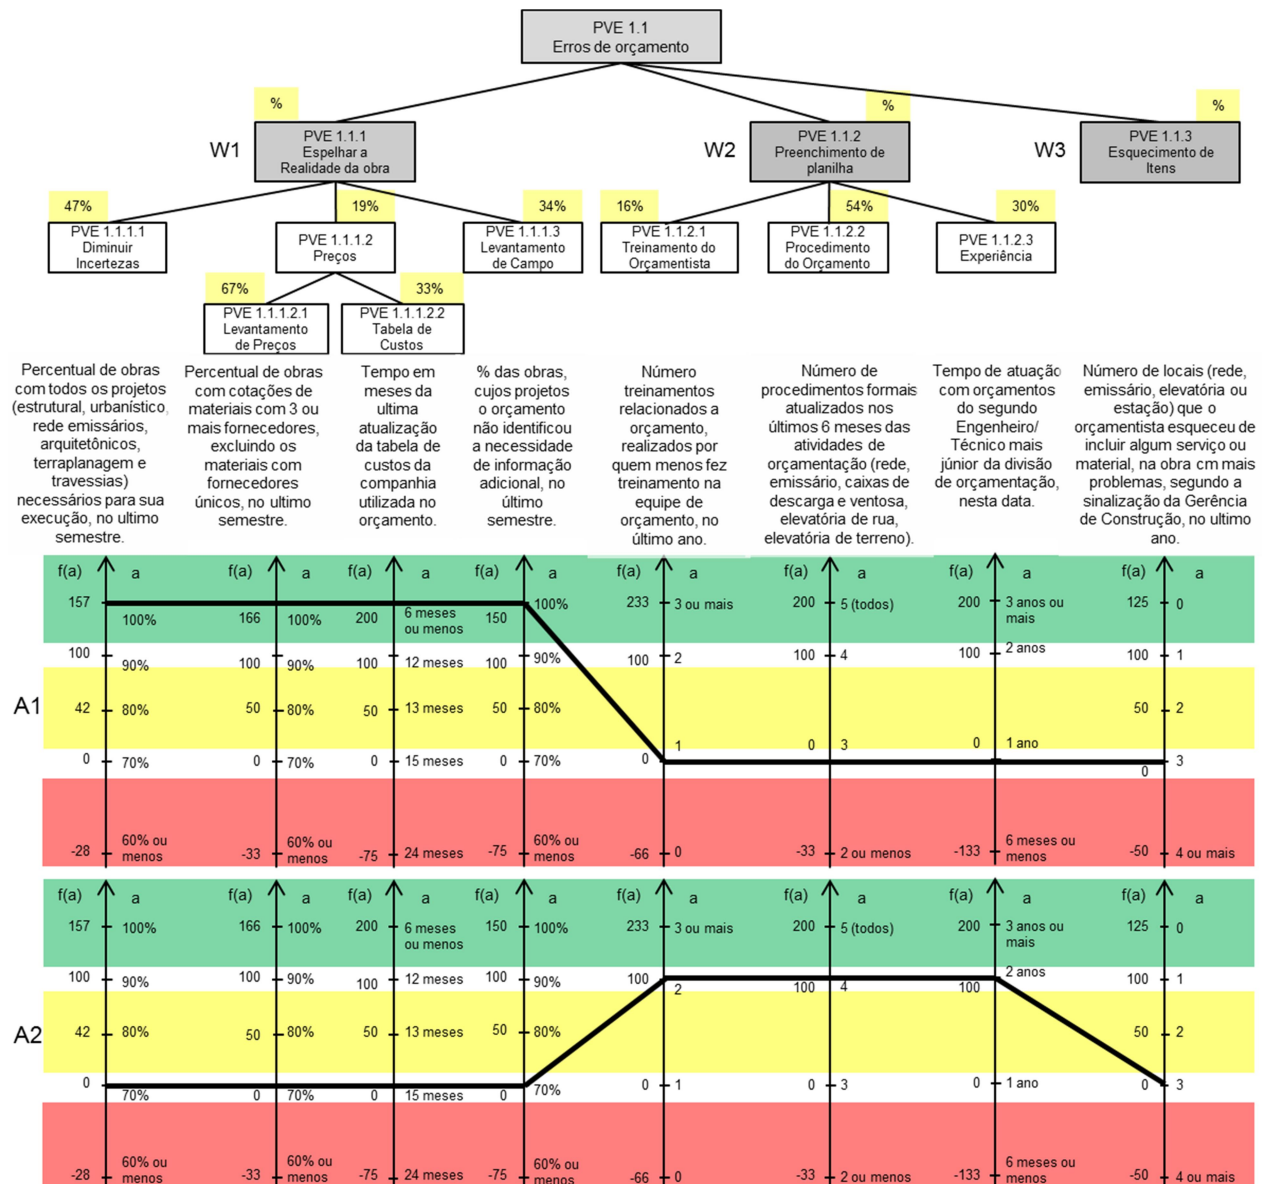 PVE 1.1
Erros de orçamento
%
%
%
W1
PVE 1.1.1
Espelhar a
Realidade da obra
W2
PVE 1.1.2
Preenchimento de
planilha
W3
PVE 1.1.3
Esquecimento de
Itens
47%
19%
34%
16%
54%
30%
PVE 1.1.1.1
Diminuir
Incertezas
PVE 1.1.1.2
Preços
PVE 1.1.1.3
Levantamento
de Campo
PVE 1.1.2.1
Treinamento do
Orçamentista
PVE 1.1.2.2
Procedimento
do Orçamento
PVE 1.1.2.3
Experiência
67%
33%
PVE 1.1.1.2.1
Levantamento
de Preços
PVE 1.1.1.2.2
Tabela de
Custos
Percentual de obras
com todos os projetos
(estrutural, urbanístico,
rede emissários,
arquitetônicos,
terraplanagem e
travessias)
necessários para sua
execução, no ultimo
semestre.
Percentual de obras
com cotações de
materiais com 3 ou
mais fornecedores,
excluindo os
materiais com
fornecedores
únicos, no ultimo
semestre.
Tempo em
meses da
ultima
atualização
da tabela de
custos da
companhia
utilizada no
orçamento.
% das obras,
cujos projetos
o orçamento
não identificou
a necessidade
de informação
adicional, no
último
semestre.
Número
treinamentos
relacionados a
orçamento,
realizados por
quem menos fez
treinamento na
equipe de
orçamento, no
último ano.
Número de
procedimentos formais
atualizados nos
últimos 6 meses das
atividades de
orçamentação (rede,
emissário, caixas de
descarga e ventosa,
elevatória de rua,
elevatória de terreno).
Tempo de atuação
com orçamentos
do segundo
Engenheiro/
Técnico mais
júnior da divisão
de orçamentação,
nesta data.
Número de locais (rede,
emissário, elevatória ou
estação) que o
orçamentista esqueceu de
incluir algum serviço ou
material, na obra cm mais
problemas, segundo a
sinalização da Gerência
de Construção, no ultimo
ano.
A1
f(a) a
157 100%
100 90%
42 80%
0 70%
-28 60% ou
menos
f(a) a
166 100%
100 90%
50 80%
0 70%
-33 60% ou
menos
f(a) a
200 6 meses
ou menos
100 12 meses
50 13 meses
0 15 meses
-75 24 meses
f(a) a
150 100%
100 90%
50 80%
0 70%
-75 60% ou
menos
f(a) a
233 3 ou mais
100 2
0 1
-66 0
f(a) a
200 5 (todos)
100 4
0 3
-33 2 ou menos
f(a) a
200 3 anos ou
mais
100 2 anos
0 1 ano
-133 6 meses ou
menos
f(a) a
125 0
100 1
50 2
0 3
-50 4 ou mais
A2
f(a) a
157 100%
100 90%
42 80%
0 70%
-28 60% ou
menos
f(a) a
166 100%
100 90%
50 80%
0 70%
-33 60% ou
menos
f(a) a
200 6 meses
ou menos
100 12 meses
50 13 meses
0 15 meses
-75 24 meses
f(a) a
150 100%
100 90%
50 80%
0 70%
-75 60% ou
menos
f(a) a
233 3 ou mais
100 2
0 1
-66 0
f(a) a
200 5 (todos)
100 4
0 3
-33 2 ou menos
f(a) a
200 3 anos ou
mais
100 2 anos
0 1 ano
-133 6 meses ou
menos
f(a) a
125 0
100 1
50 2
0 3
-50 4 ou mais